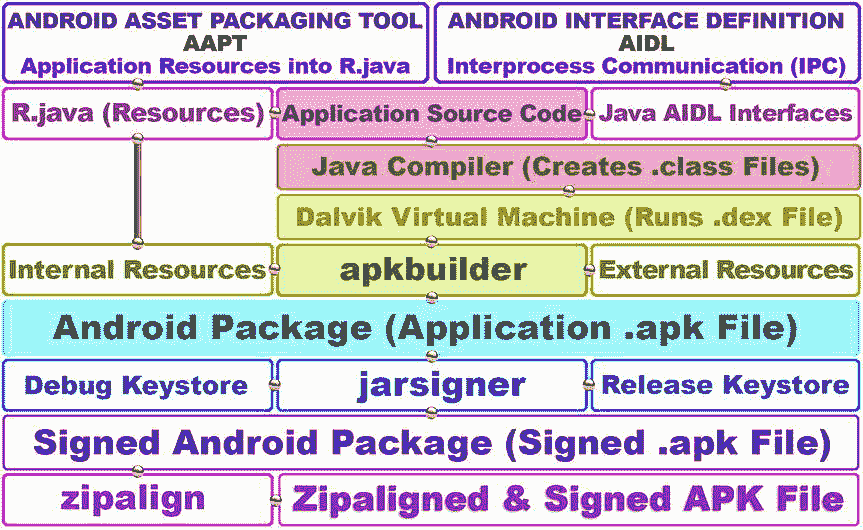 ANDROID ASSET PACKAGING TOOL
AAPT
Application Resources into R.java
ANDROID INTERFACE DEFINITION
AIDL
Interprocess Communication (IPC)
R.java (Resources)
Application Source Code
Java AIDL Interfaces
Java Compiler (Creates .class Files)
Dalvik Virtual Machine (Runs .dex File)
Internal Resources
apkbuilder
External Resources
Android Package (Application .apk File)
Debug Keystore
jarsigner
Release Keystore
Signed Android Package (Signed .apk File)
zipalign
Zipaligned & Signed APK File